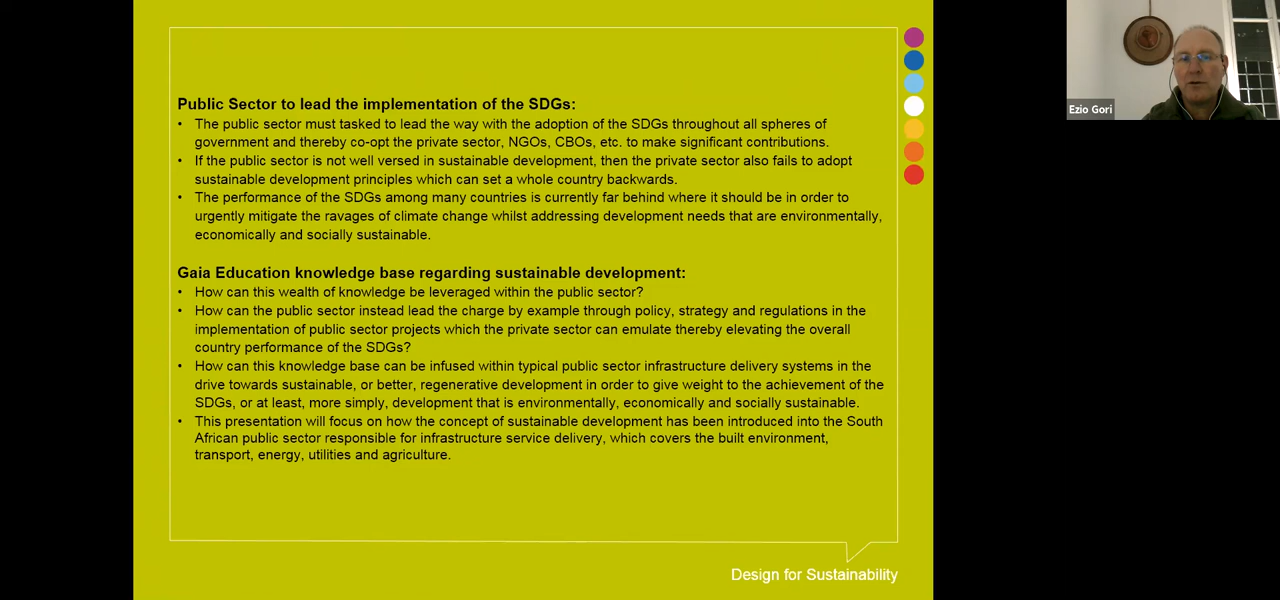 Public Sector to lead the implementation of the SDGs:
• The public sector must tasked to lead the way with the adoption of the SDGs throughout all spheres of
government and thereby co-opt the private sector, NGOs, CBOs, etc. to make significant contributions.
• If the public sector is not well versed in sustainable development, then the private sector also fails to adopt
sustainable development principles which can set a whole country backwards.
• The performance of the SDGs among many countries is currently far behind where it should be in order to
urgently mitigate the ravages of climate change whilst addressing development needs that are environmentally,
economically and socially sustainable.
Gaia Education knowledge base regarding sustainable development:
• How can this wealth of knowledge be leveraged within the public sector?
• How can the public sector instead lead the charge by example through policy, strategy and regulations in the
implementation of public sector projects which the private sector can emulate thereby elevating the overall
country performance of the SDGs?
• How can this knowledge base can be infused within typical public sector infrastructure delivery systems in the
drive towards sustainable, or better, regenerative development in order to give weight to the achievement of the
SDGs, or at least, more simply, development that is environmentally, economically and socially sustainable.
• This presentation will focus on how the concept of sustainable development has been introduced into the South
African public sector responsible for infrastructure service delivery, which covers the built environment,
transport, energy, utilities and agriculture.
Design for Sustainability
Ezio Gori